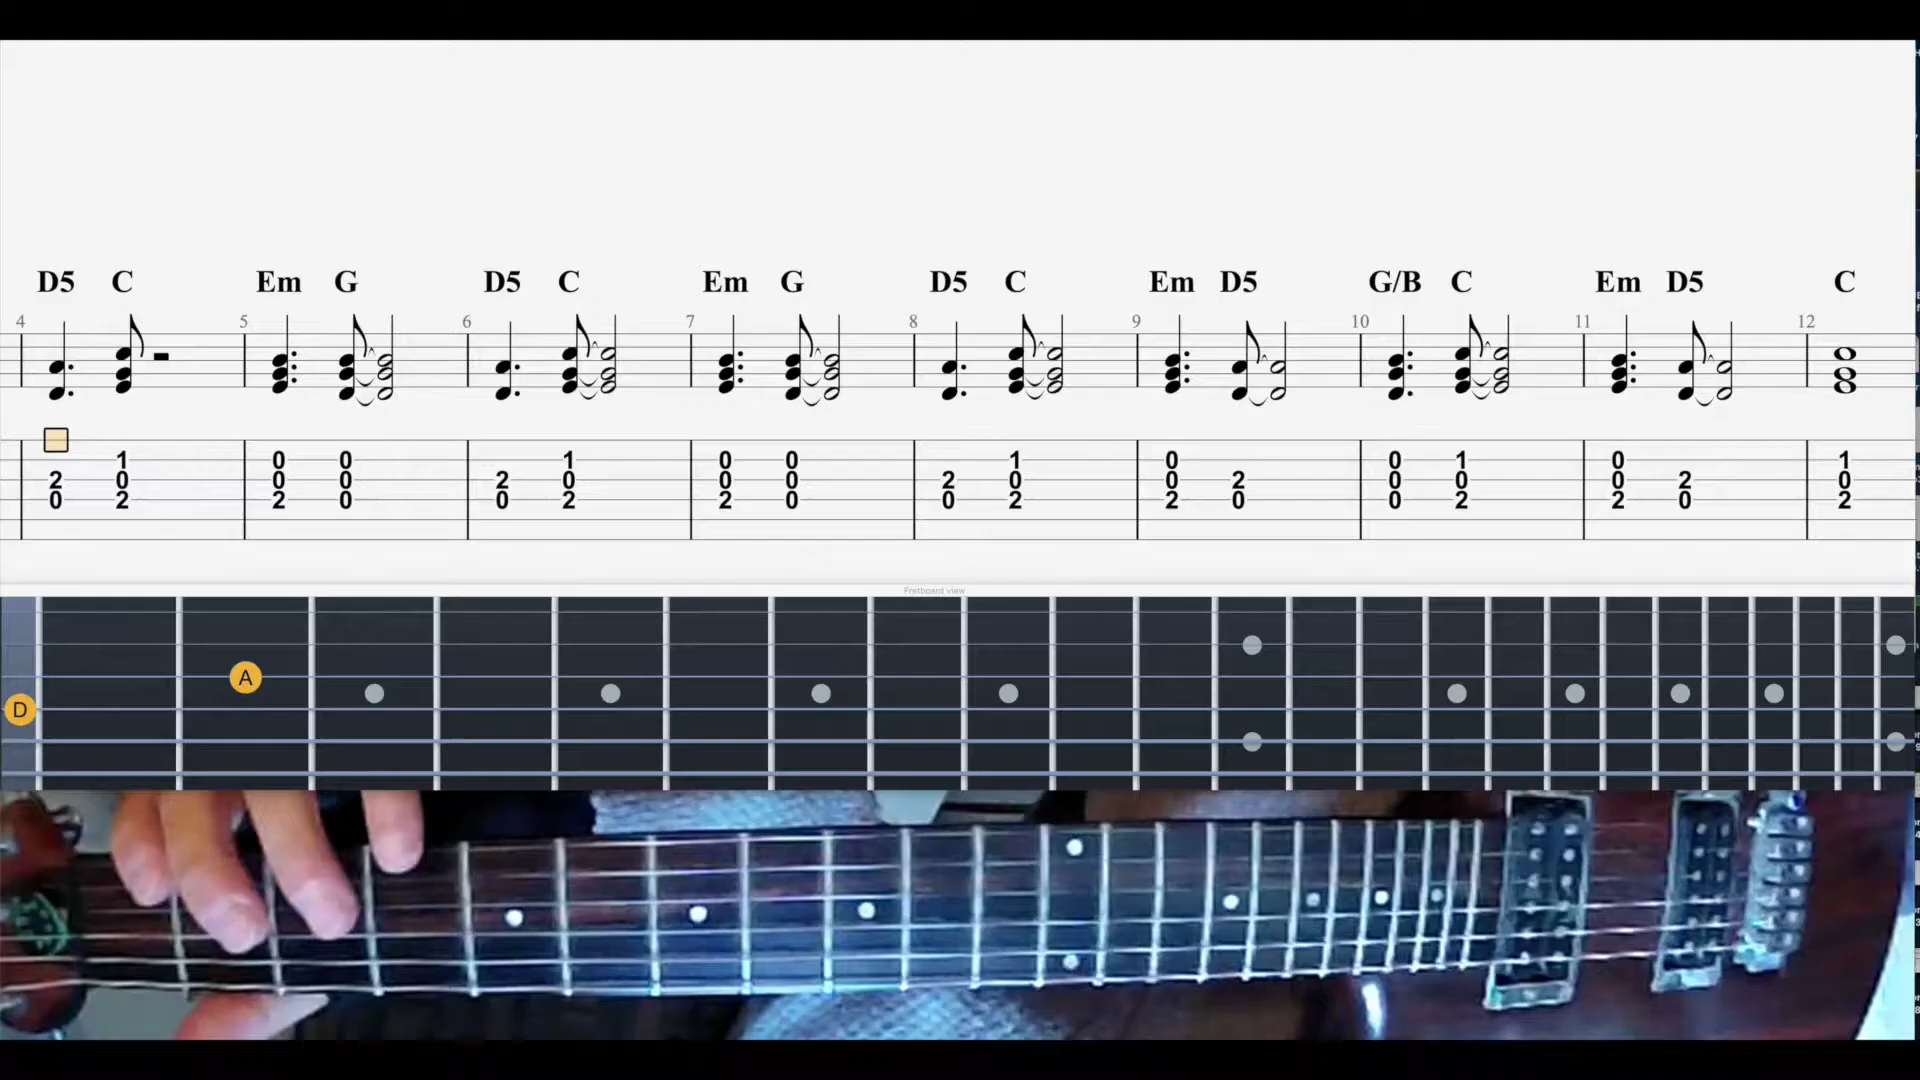 D5 C Em G D5 C Em G D5 C Em D5 G/B C Em D5 C
4 5 6 7 8 9 10 11 12
1 0 0 1 0 0 1 0 0 1 0 1
2 0 0 0 2 0 0 0 2 0 0 2 0 0 0 2 0
0 2 2 0 0 2 2 0 0 2 2 0 0 2 2 0 2
Fretboard view
A
D